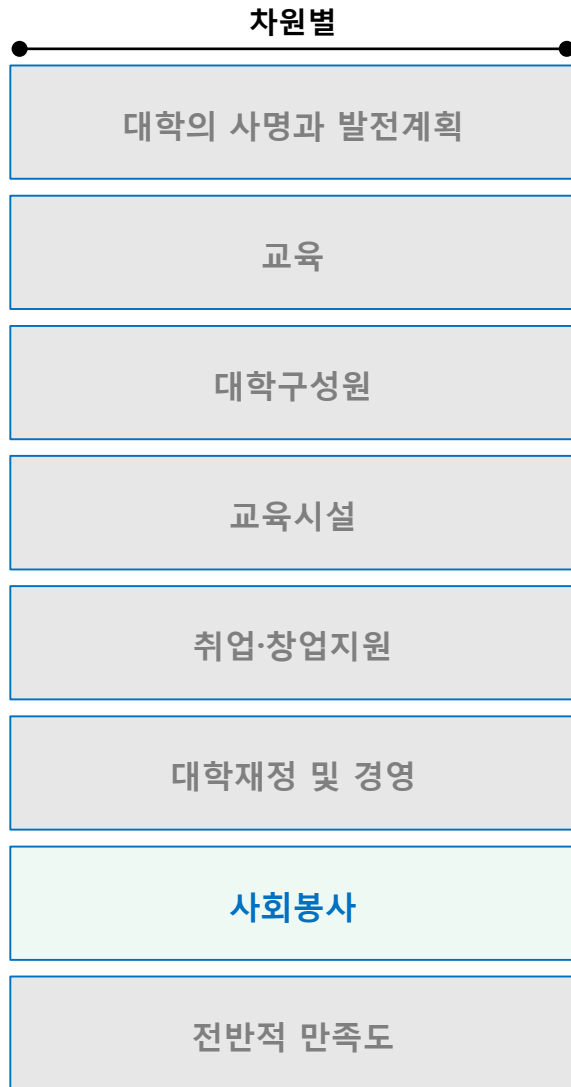 차원별
대학의 사명과 발전계획
교육
대학구성원
교육시설
취업·창업지원
대학재정 및 경영
사회봉사
전반적 만족도